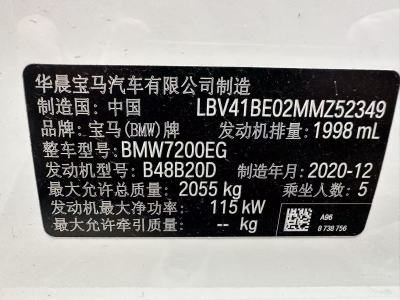 华晨宝马汽车有限公司制造
制造国：中国 LBV41BE02MMZ52349
品牌：宝马(BMW)牌 发动机排量：1998 mL
整车型号：BMW7200EG
发动机型号：B48B20D 制造年月：2020-12
最大允许总质量：2055 kg 乘坐人数：5
发动机最大净功率：115 kW
最大允许牵引质量：-- kg
A96
8 738 756